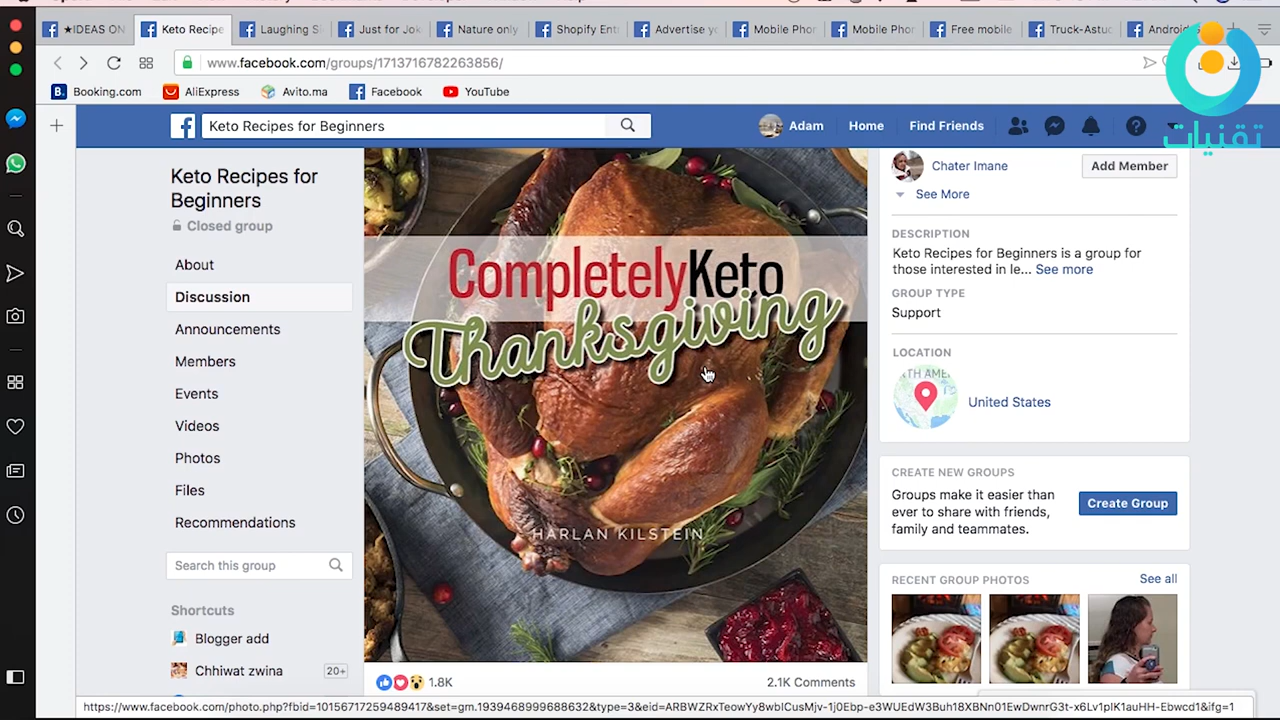 ★IDEAS ON
Keto Recipe
Laughing S
Just for Jok
Nature only
Shopify Ent
Advertise yo
Mobile Phor
Mobile Phor
Free mobile
Truck-Astuc
Android
www.facebook.com/groups/1713716782263856/
Booking.com
AliExpress
Avito.ma
Facebook
YouTube
Keto Recipes for Beginners
Adam
Home
Find Friends
تقنيات
Keto Recipes for
Beginners
Closed group
About
Discussion
Announcements
Members
Events
Videos
Photos
Files
Recommendations
Search this group
Shortcuts
Blogger add
Chhiwat zwina
20+
CompletelyKeto
Thanksgiving
HARLAN KILSTEIN
1.8K
2.1K Comments
Chater Imane
Add Member
See More
DESCRIPTION
Keto Recipes for Beginners is a group for
those interested in le... See more
GROUP TYPE
Support
LOCATION
TH AME
United States
CREATE NEW GROUPS
Groups make it easier than
ever to share with friends,
family and teammates.
Create Group
RECENT GROUP PHOTOS
See all